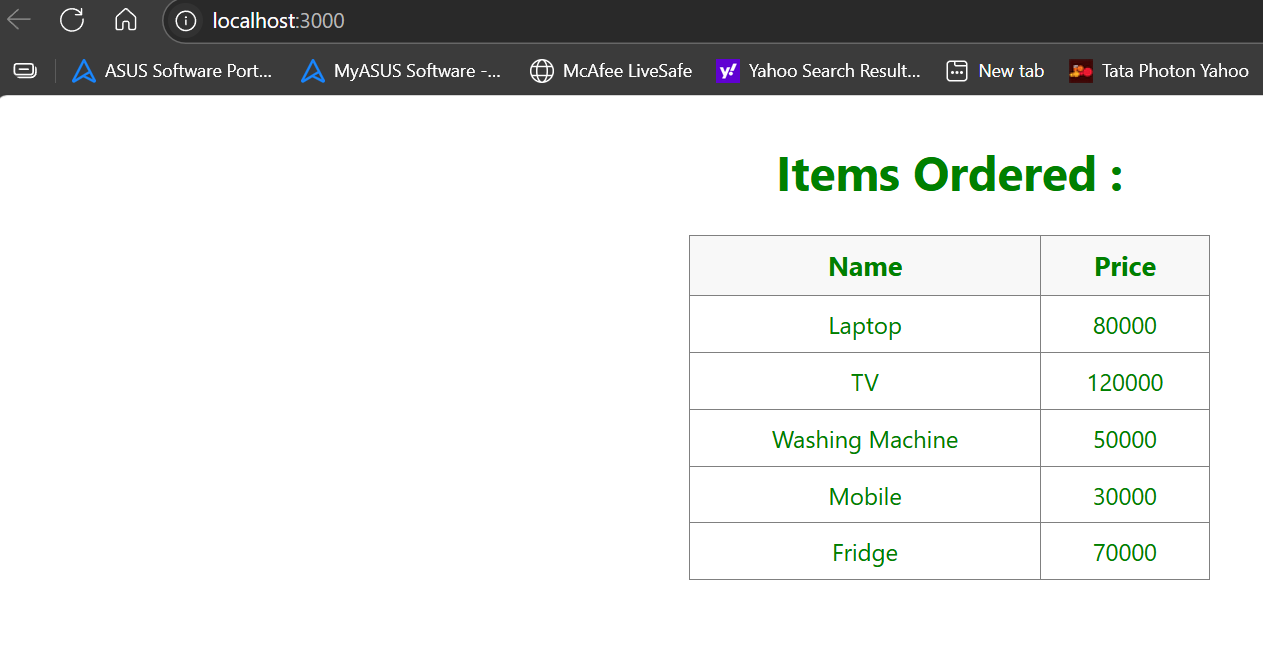 localhost:3000
ASUS Software Port... MyASUS Software -... McAfee LiveSafe y! Yahoo Search Result... New tab Tata Photon Yahoo
Items Ordered :
Name Price
Laptop 80000
TV 120000
Washing Machine 50000
Mobile 30000
Fridge 70000